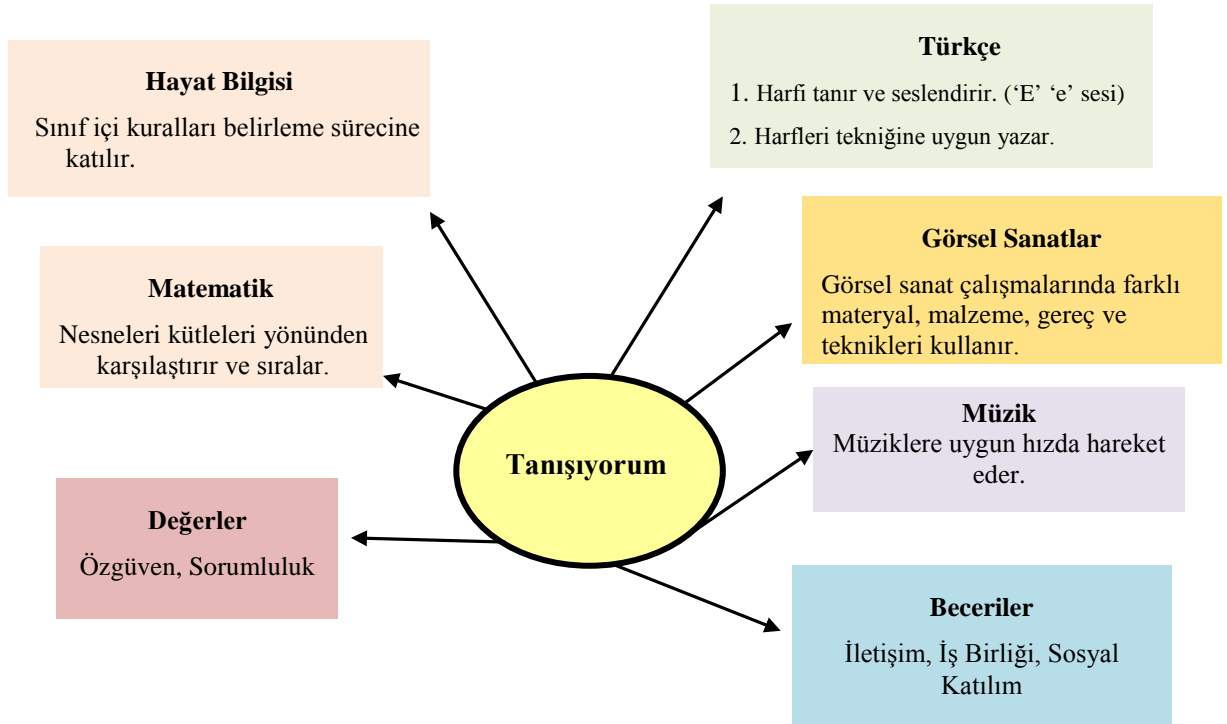 Hayat Bilgisi
Sınıf içi kuralları belirleme sürecine
katılır.
Türkçe
1. Harfi tanır ve seslendirir. (‘E’ ‘e’ sesi)
2. Harfleri tekniğine uygun yazar.
Matematik
Nesneleri kütleleri yönünden
karşılaştırır ve sıralar.
Görsel Sanatlar
Görsel sanat çalışmalarında farklı
materyal, malzeme, gereç ve
teknikleri kullanır.
Tanışıyorum
Müzik
Müziklere uygun hızda hareket
eder.
Değerler
Özgüven, Sorumluluk
Beceriler
İletişim, İş Birliği, Sosyal
Katılım